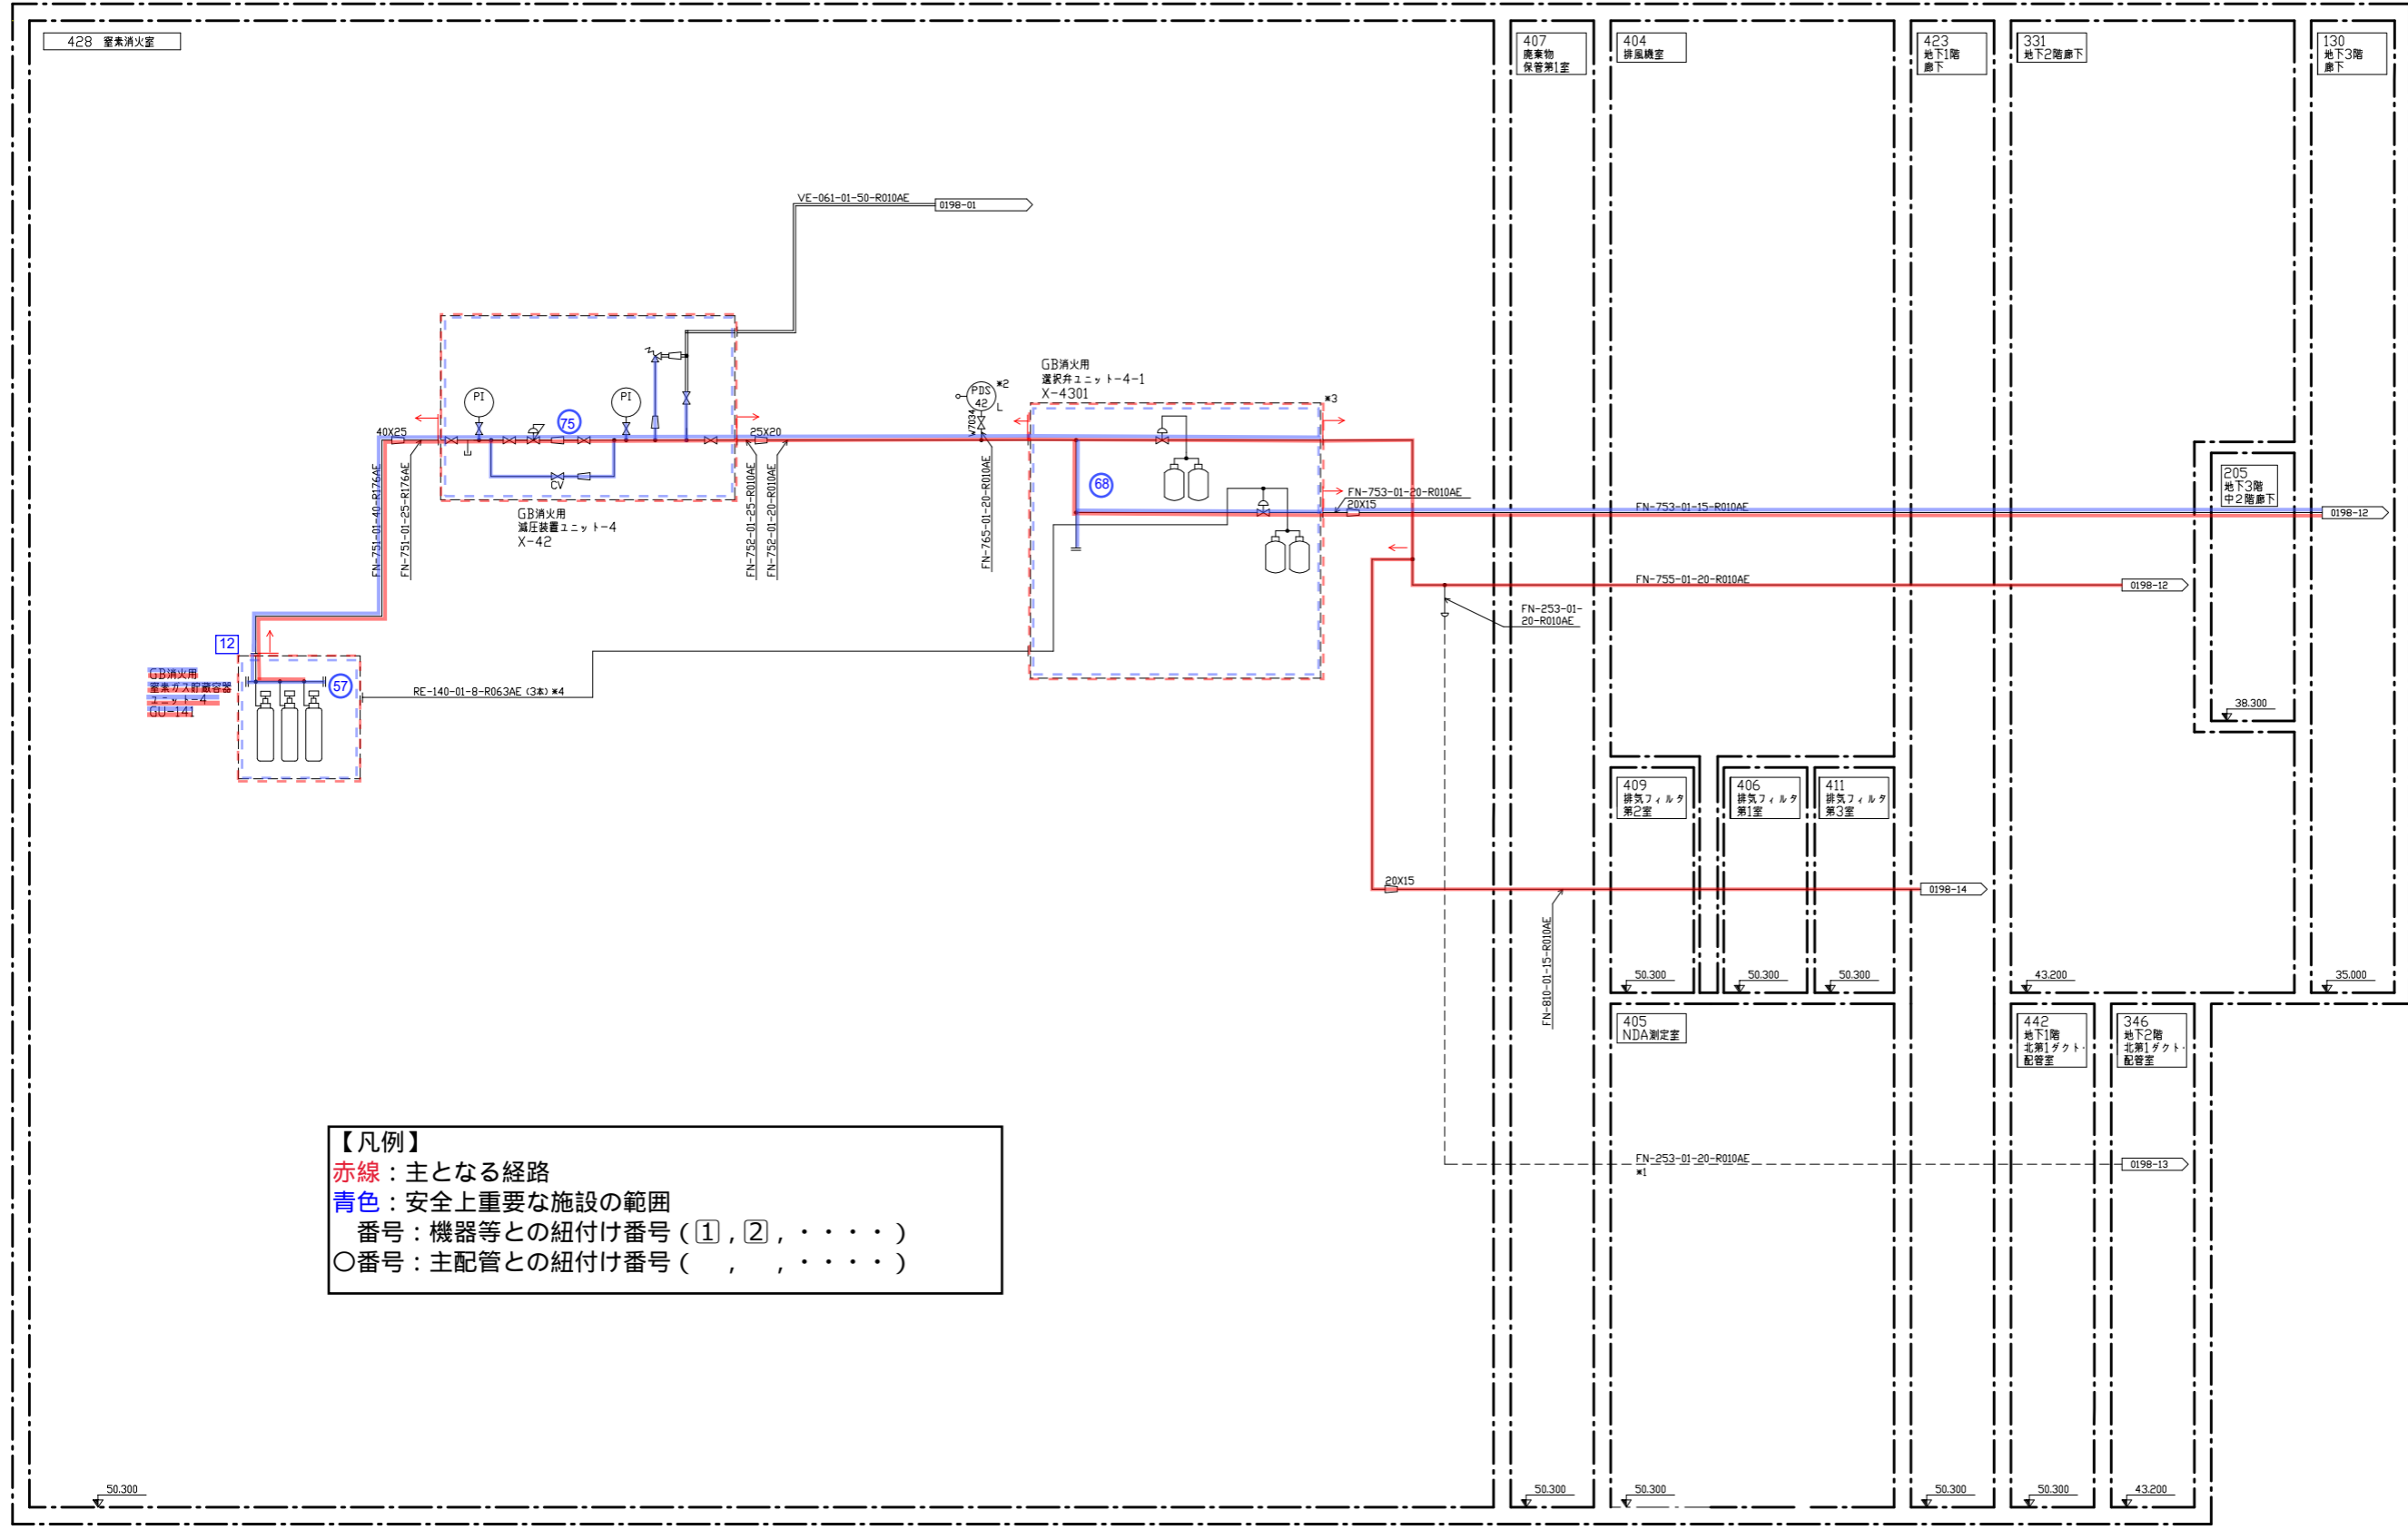 428 窒素消火室
407
廃棄物
保管第1室
404
排風機室
423
地下1階
廊下
331
地下2階廊下
130
地下3階
廊下
VE-061-01-50-R010AE
0198-01
PI
PI
75
40X25
FN-751-01-40-R176AE
FN-751-01-25-R176AE
CV
GB消火用
減圧装置ユニット-4
X-42
25X20
FN-752-01-25-R010AE
FN-752-01-20-R010AE
PDS
42
*2
L
W7034
FN-765-01-20-R010AE
GB消火用
選択弁ユニット-4-1
X-4301
*3
68
FN-753-01-20-R010AE
20X15
FN-753-01-15-R010AE
0198-12
FN-755-01-20-R010AE
0198-12
FN-253-01-
20-R010AE
205
地下3階
中2階廊下
38.300
12
GB消火用
窒素ガス貯蔵容器
ユニット-4
GU-141
57
RE-140-01-8-R063AE (3本) *4
409
排気フィルタ
第2室
406
排気フィルタ
第1室
411
排気フィルタ
第3室
20X15
FN-810-01-15-R010AE
0198-14
50.300
50.300
50.300
43.200
35.000
405
NDA測定室
442
地下1階
北第1ダクト・
配管室
346
地下2階
北第1ダクト・
配管室
FN-253-01-20-R010AE
*1
0198-13
【凡例】
赤線：主となる経路
青色：安全上重要な施設の範囲
番号：機器等との紐付け番号（1，2，・・・・）
○番号：主配管との紐付け番号（　，　，・・・・）
50.300
50.300
50.300
50.300
50.300
43.200